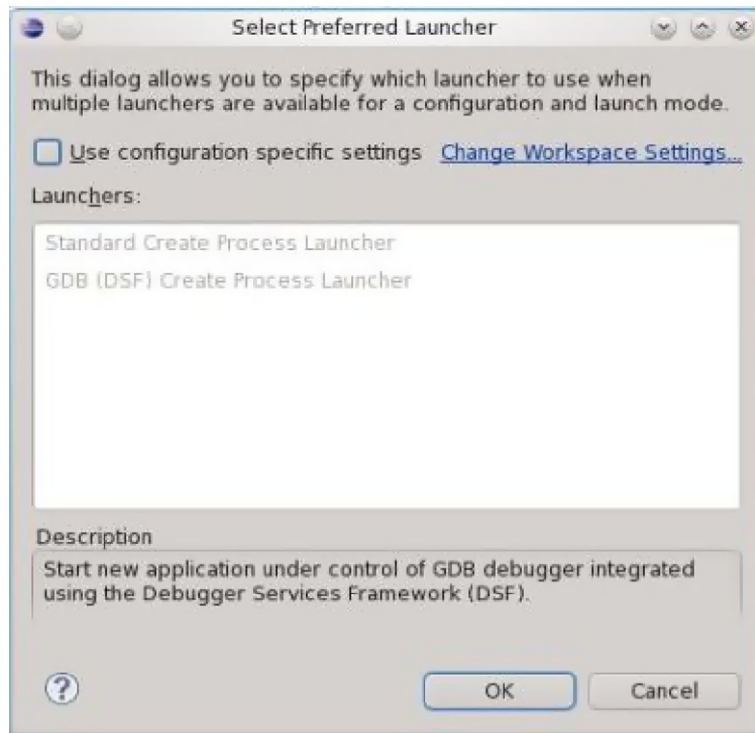 Select Preferred Launcher
This dialog allows you to specify which launcher to use when
multiple launchers are available for a configuration and launch mode.
Use configuration specific settings Change Workspace Settings...
Launchers:
Standard Create Process Launcher
GDB (DSF) Create Process Launcher
Description
Start new application under control of GDB debugger integrated
using the Debugger Services Framework (DSF).
? OK Cancel